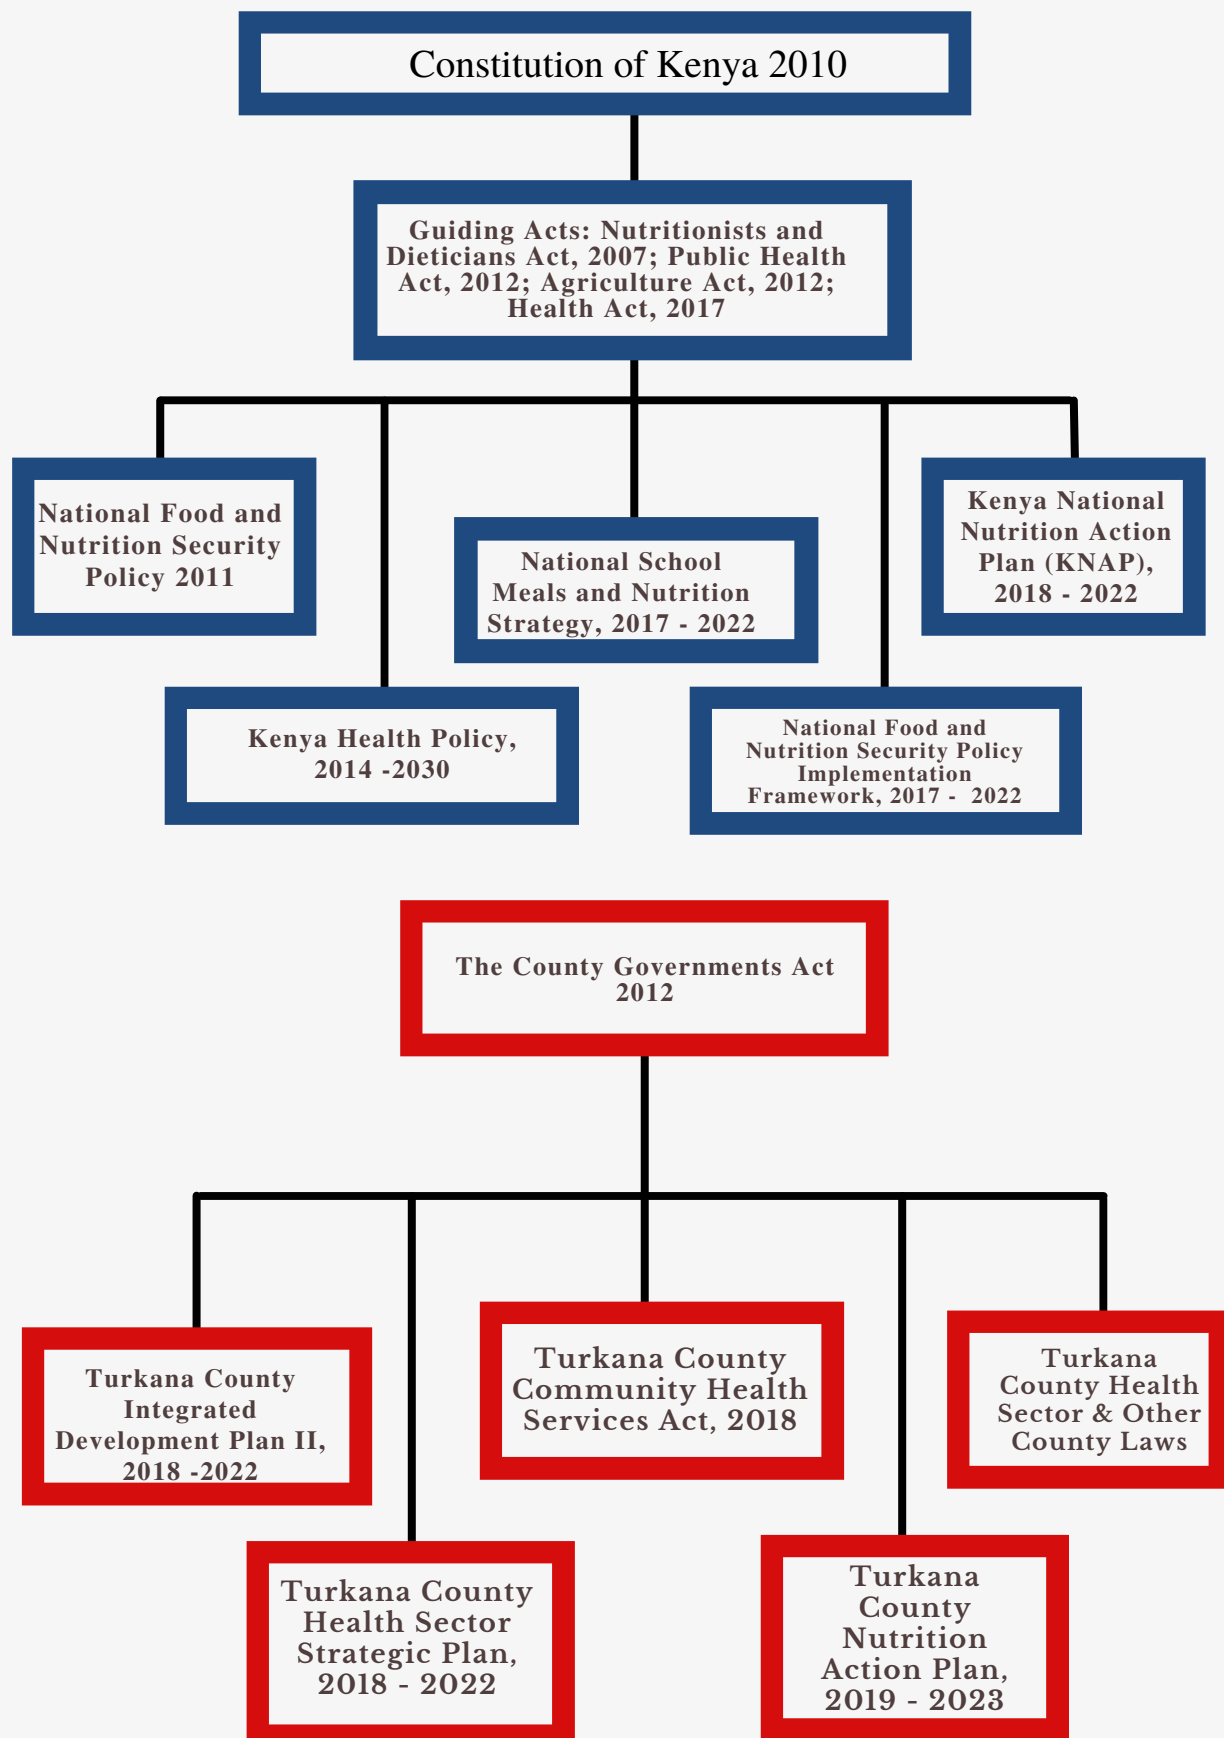 Constitution of Kenya 2010
Guiding Acts: Nutritionists and
Dieticians Act, 2007; Public Health
Act, 2012; Agriculture Act, 2012;
Health Act, 2017
National Food and
Nutrition Security
Policy 2011
Kenya Health Policy,
2014 -2030
National School
Meals and Nutrition
Strategy, 2017 - 2022
National Food and
Nutrition Security Policy
Implementation
Framework, 2017 -  2022
Kenya National
Nutrition Action
Plan (KNAP),
2018 - 2022
The County Governments Act
2012
Turkana County
Integrated
Development Plan II,
2018 -2022
Turkana County
Health Sector
Strategic Plan,
2018 - 2022
Turkana County
Community Health
Services Act, 2018
Turkana
County
Nutrition
Action Plan,
2019 - 2023
Turkana
County Health
Sector & Other
County Laws